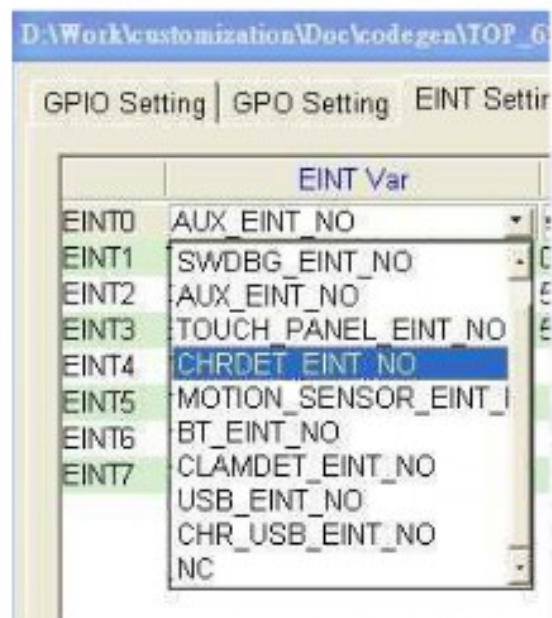 D:\Work\customization\Doc\codegen\TOP_6
GPIO Setting GPO Setting EINT Settin
EINT Var
EINT0 AUX_EINT_NO
EINT1 SWDBG_EINT_NO
EINT2 AUX_EINT_NO
EINT3 TOUCH_PANEL_EINT_NO
EINT4 CHRDET_EINT_NO
EINT5 MOTION_SENSOR_EINT_
EINT6 BT_EINT_NO
EINT7 CLAMDET_EINT_NO
USB_EINT_NO
CHR_USB_EINT_NO
NC